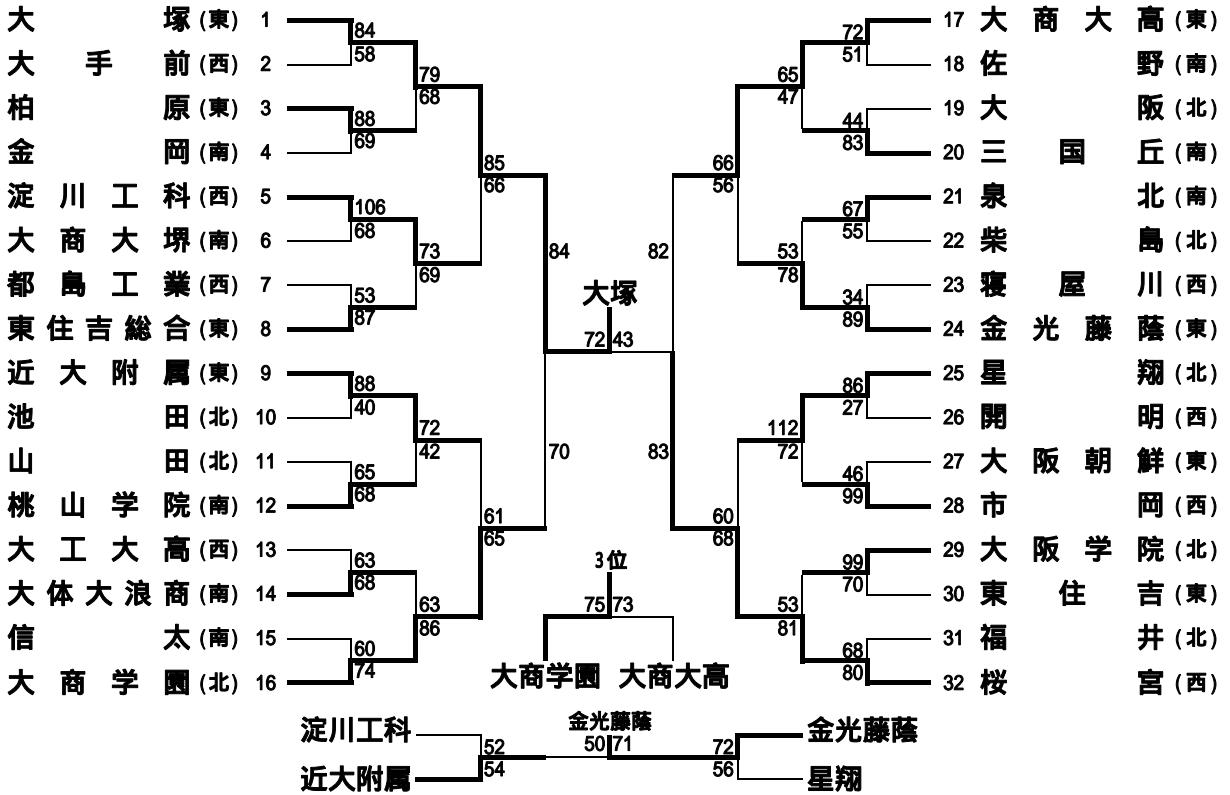 大塚(東) 1
大手前(西) 2
柏原(東) 3
金岡(南) 4
淀川工科(西) 5
大商大堺(南) 6
都島工業(西) 7
東住吉総合(東) 8
近大附属(東) 9
池田(北) 10
山田(北) 11
桃山学院(南) 12
大工大高(西) 13
大体大浪商(南) 14
信太(南) 15
大商学園(北) 16
84
58
88
69
106
68
53
87
88
40
65
68
63
68
60
74
79
68
73
69
72
42
63
86
85
66
61
65
84
70
大塚
72 43
82
83
66
56
60
68
65
47
53
78
112
72
53
81
72
51
44
83
67
55
34
89
86
27
46
99
99
70
68
80
17 大商大高(東)
18 佐野(南)
19 大阪(北)
20 三国丘(南)
21 泉北(南)
22 柴島(北)
23 寝屋川(西)
24 金光藤蔭(東)
25 星翔(北)
26 開明(西)
27 大阪朝鮮(東)
28 市岡(西)
29 大阪学院(北)
30 東住吉(東)
31 福井(北)
32 桜宮(西)
3位
75 73
大商学園 大商大高
淀川工科
近大附属
52
54
金光藤蔭
50 71
72
56
金光藤蔭
星翔